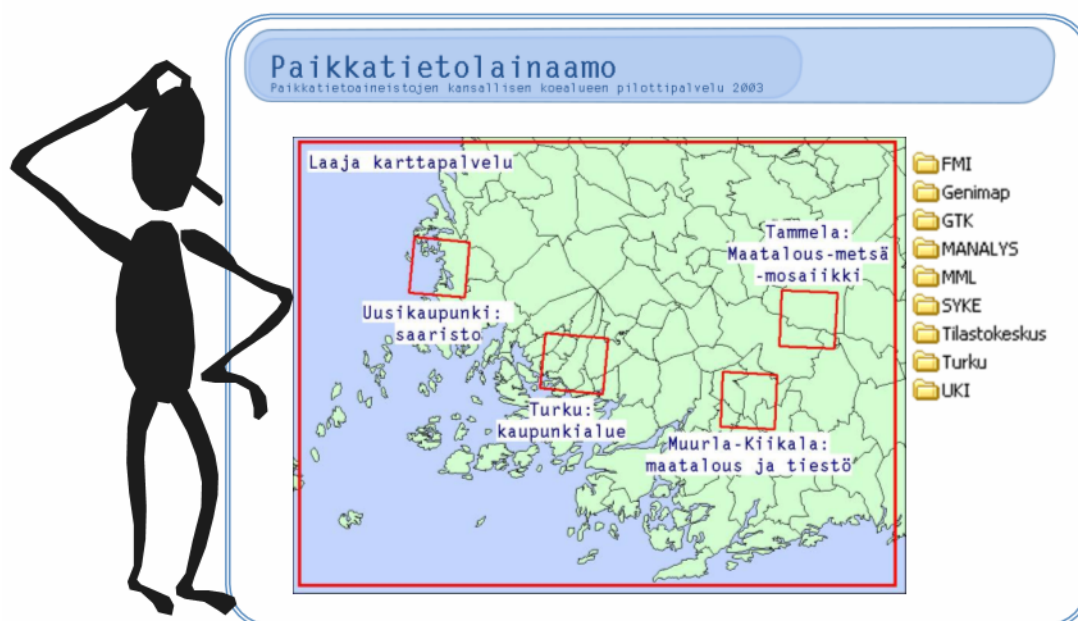 Paikkatietolainaamo
Paikkatietoaineistojen kansallisen koealueen pilottipalvelu 2003
Laaja karttapalvelu
Tammela:
Maatalous-metsä
-mosaiikki
Uusikaupunki:
saaristo
Turku:
kaupunkialue
Muurla-Kiikala:
maatalous ja tiestö
FMI
Genimap
GTK
MANALYS
MML
SYKE
Tilastokeskus
Turku
UKI